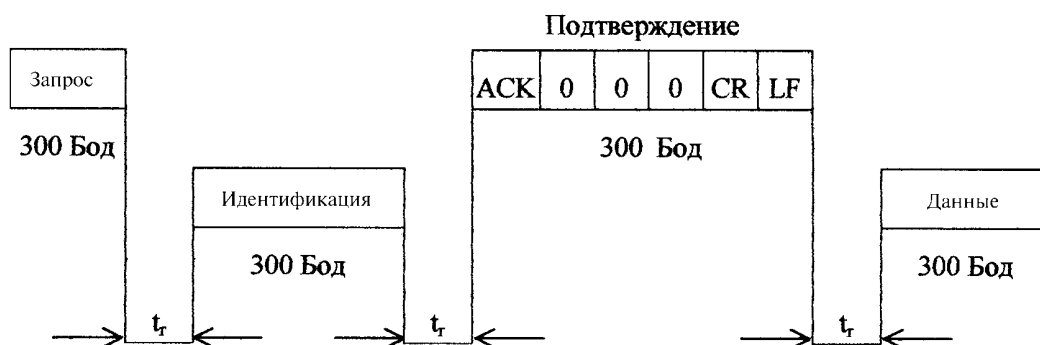 Подтверждение
Запрос
ACK 0 0 0 CR LF
300 Бод
300 Бод
Идентификация
Данные
300 Бод
300 Бод
tᵣ
tᵣ
tᵣ